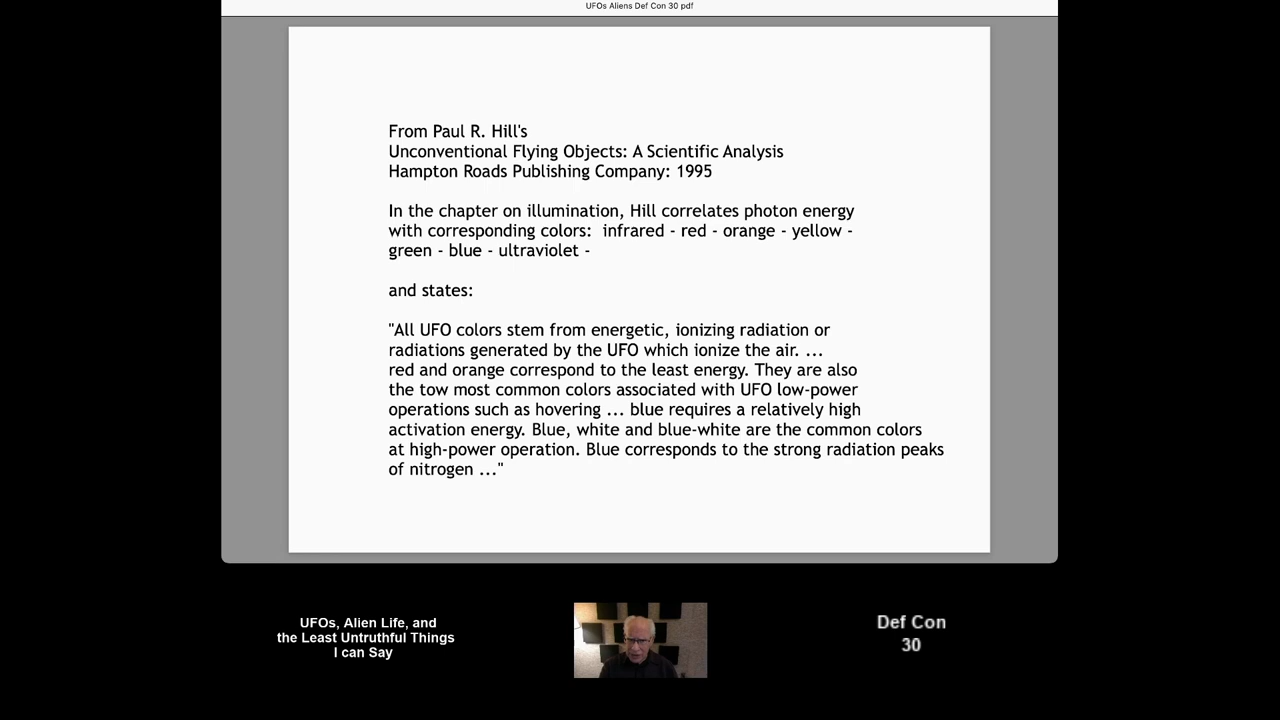 UFOs Aliens Def Con 30 pdf
From Paul R. Hill's
Unconventional Flying Objects: A Scientific Analysis
Hampton Roads Publishing Company: 1995
In the chapter on illumination, Hill correlates photon energy
with corresponding colors:  infrared - red - orange - yellow -
green - blue - ultraviolet -
and states:
"All UFO colors stem from energetic, ionizing radiation or
radiations generated by the UFO which ionize the air. ...
red and orange correspond to the least energy. They are also
the tow most common colors associated with UFO low-power
operations such as hovering ... blue requires a relatively high
activation energy. Blue, white and blue-white are the common colors
at high-power operation. Blue corresponds to the strong radiation peaks
of nitrogen ..."
UFOs, Alien Life, and
the Least Untruthful Things
I can Say
Def Con
30